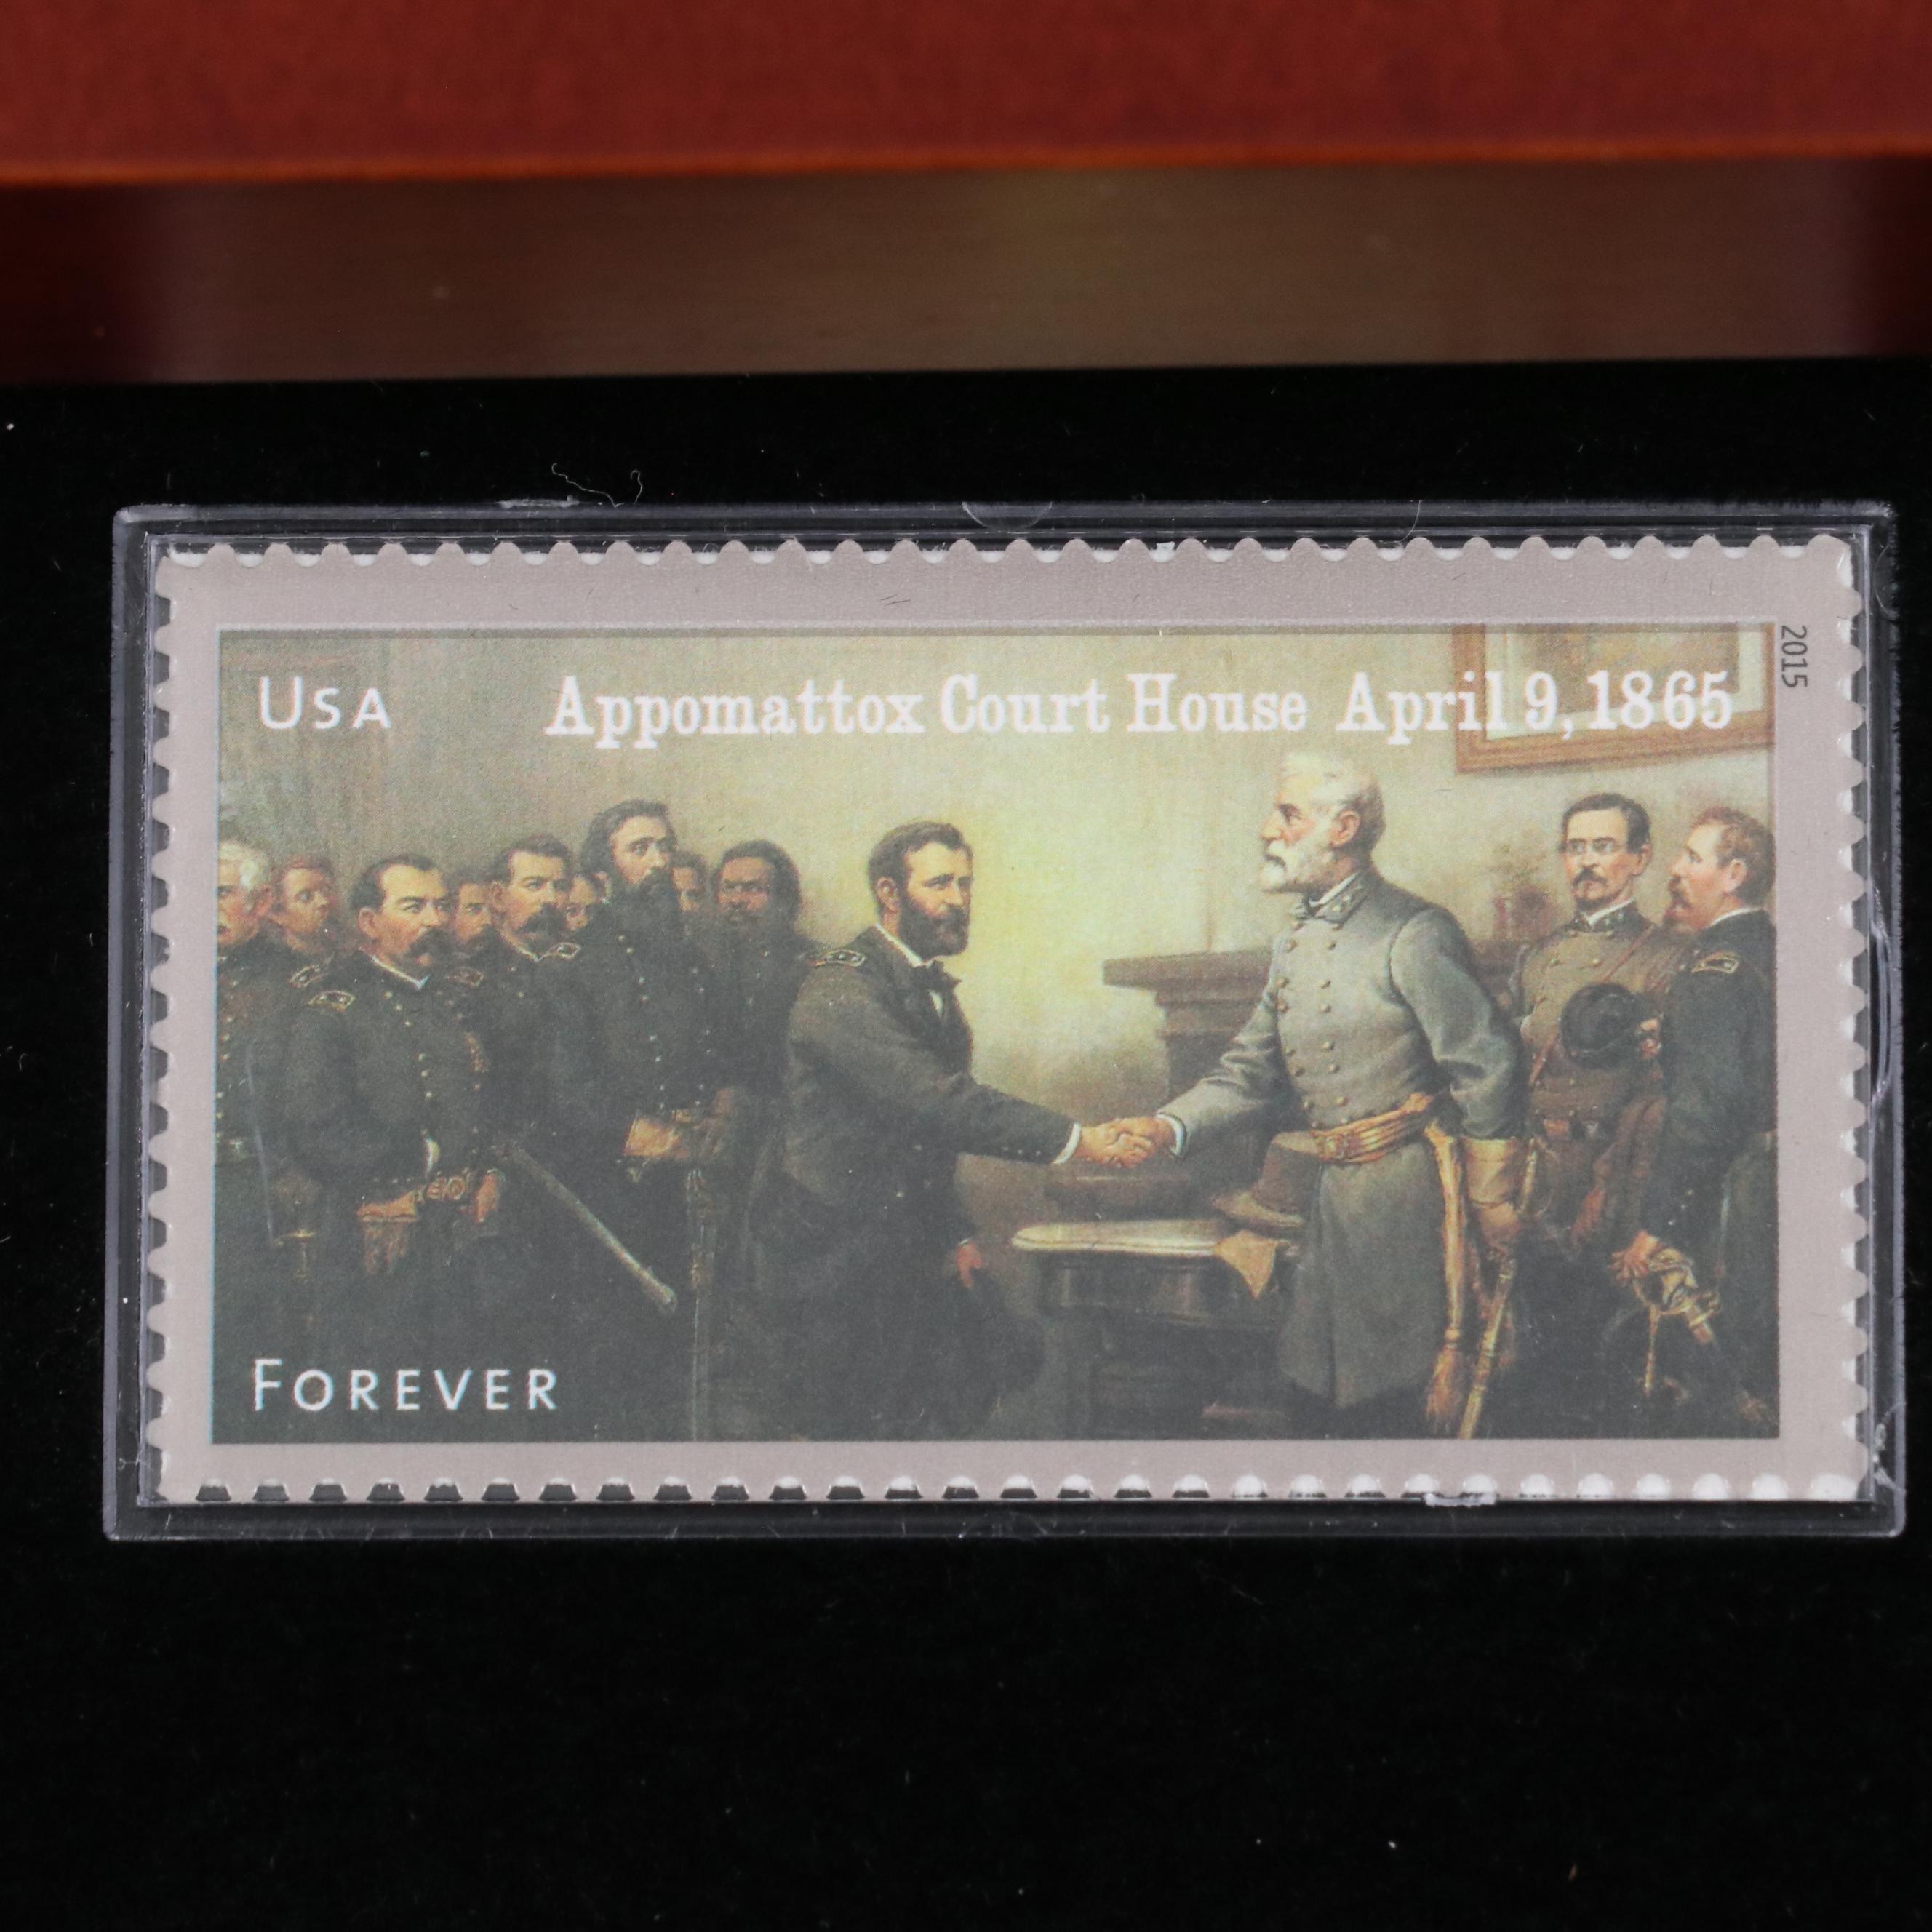 USA
Appomattox Court House April 9, 1865
2015
FOREVER